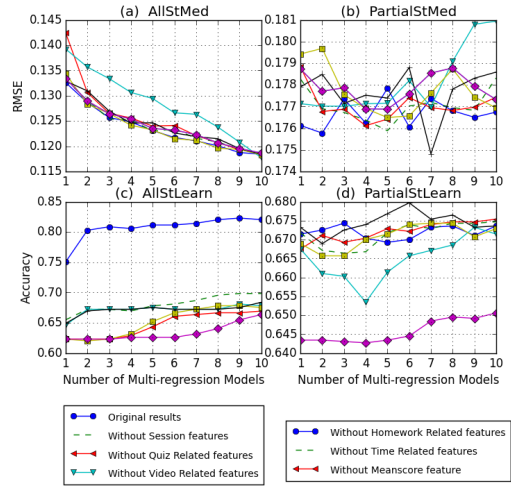 (a) AllStMed
(b) PartialStMed
RMSE
0.145
0.140
0.135
0.130
0.125
0.120
0.115
1 2 3 4 5 6 7 8 9 10
0.181
0.180
0.179
0.178
0.177
0.176
0.175
0.174
1 2 3 4 5 6 7 8 9 10
(c) AllStLearn
(d) PartialStLearn
Accuracy
0.85
0.80
0.75
0.70
0.65
0.60
1 2 3 4 5 6 7 8 9 10
Number of Multi-regression Models
0.680
0.675
0.670
0.665
0.660
0.655
0.650
0.645
0.640
1 2 3 4 5 6 7 8 9 10
Number of Multi-regression Models
Original results
Without Session features
Without Quiz Related features
Without Video Related features
Without Homework Related features
Without Time Related features
Without Meanscore feature